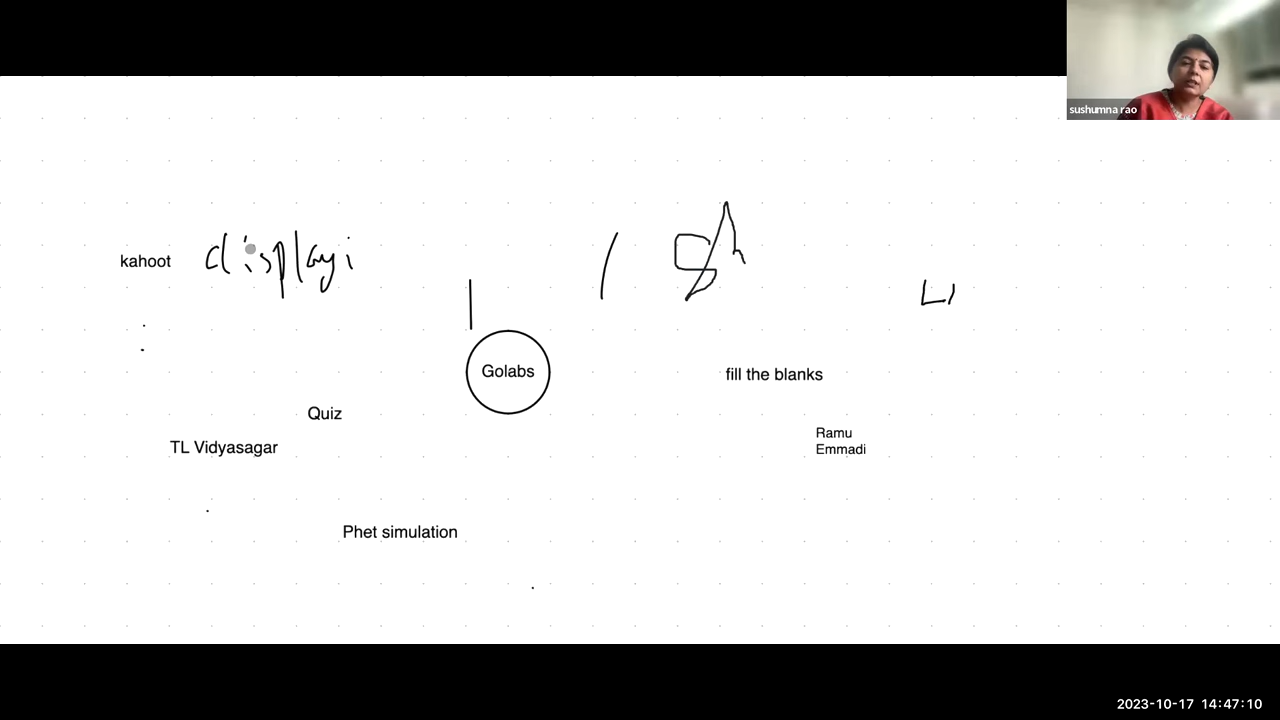 sushumna rao
kahoot displayi
Golabs
fill the blanks
Quiz
Ramu
Emmadi
TL Vidyasagar
Phet simulation
2023-10-17 14:47:10